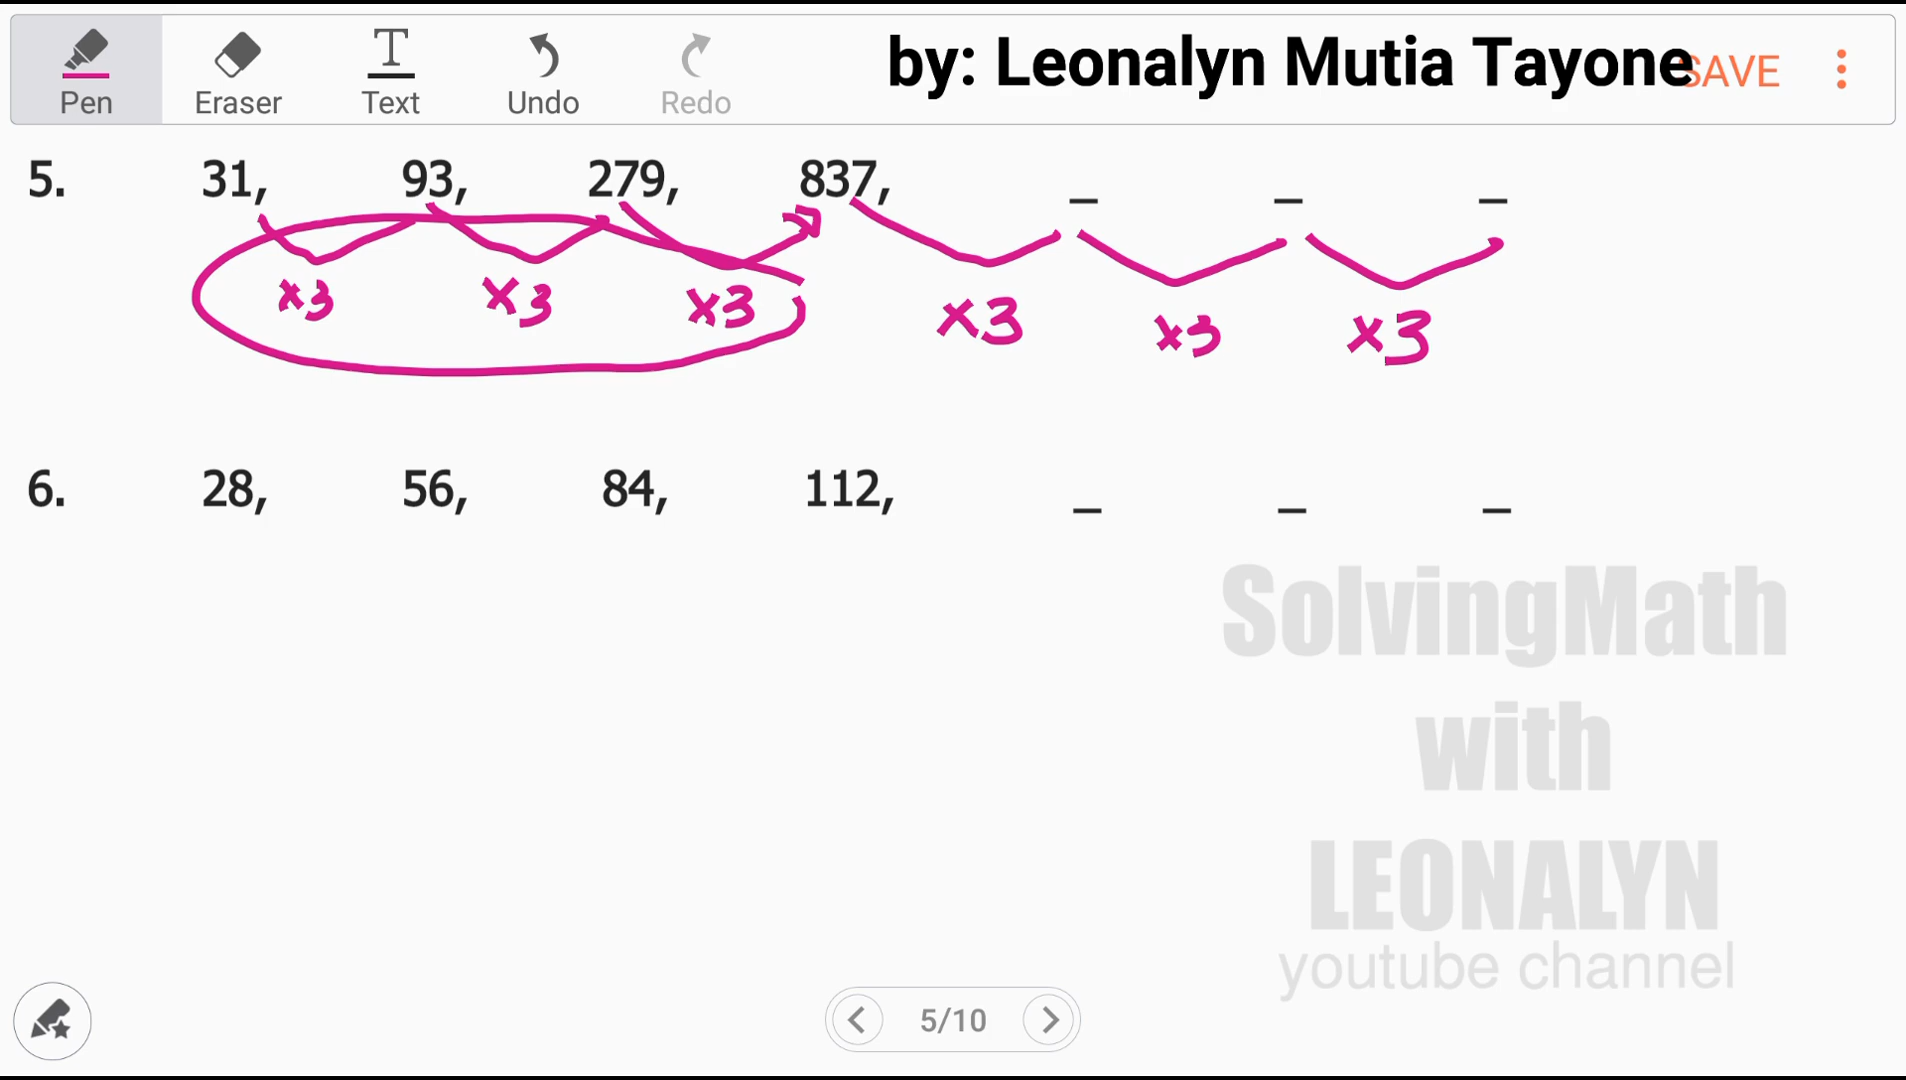 Pen Eraser Text Undo Redo by: Leonalyn Mutia Tayone SAVE
5. 31, 93, 279, 837, _ _ _
x3 x3 x3 x3 x3 x3
6. 28, 56, 84, 112, _ _ _
SolvingMath
with
LEONALYN
youtube channel
5/10